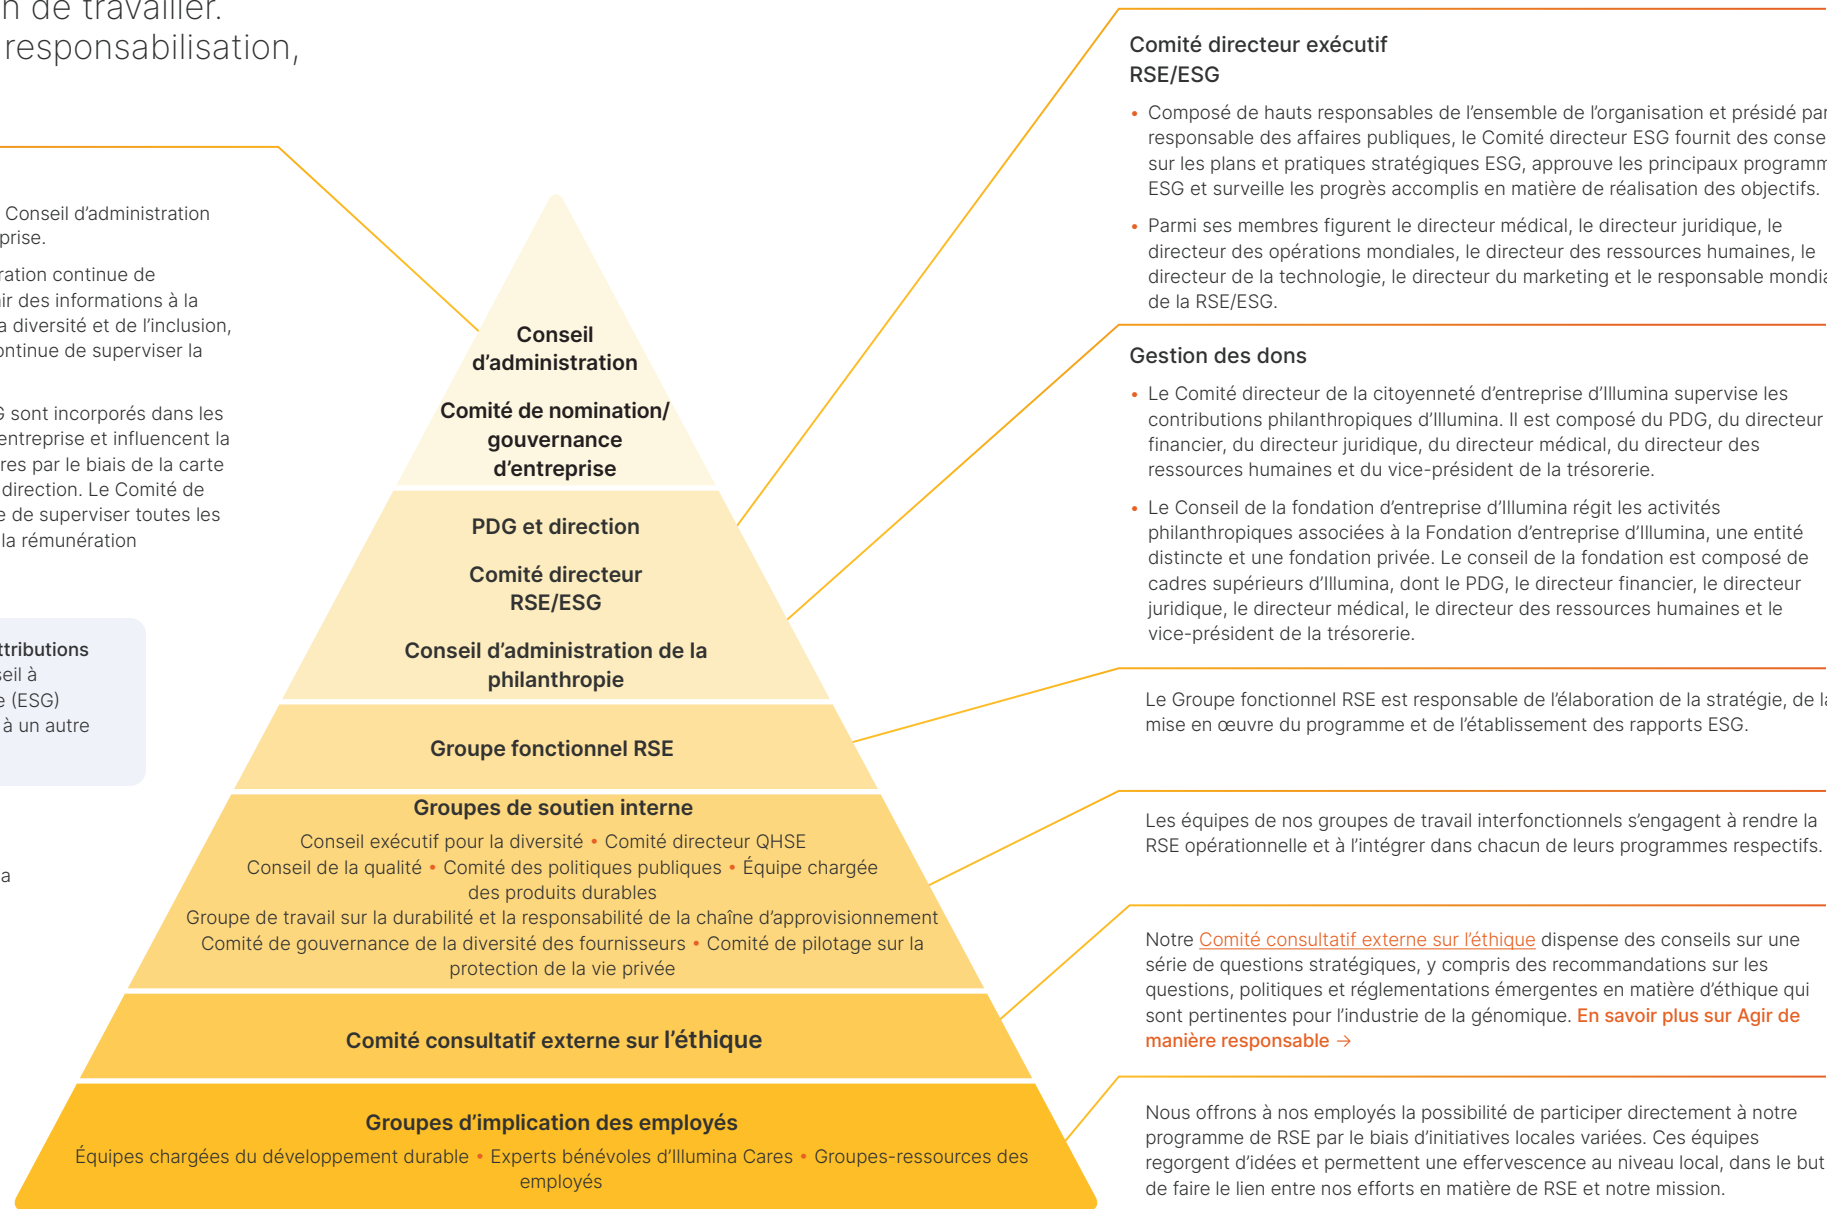 n de travailler.
responsabilisation,
Conseil d’administration
prise.
ration continue de
ir des informations à la
a diversité et de l’inclusion,
ontinue de superviser la
G sont incorporés dans les
entreprise et influencent la
res par le biais de la carte
direction. Le Comité de
e de superviser toutes les
la rémunération
ttributions
seil à
e (ESG)
à un autre
a
Conseil
d’administration
Comité de nomination/
gouvernance
d’entreprise
PDG et direction
Comité directeur
RSE/ESG
Conseil d’administration de la
philanthropie
Groupe fonctionnel RSE
Groupes de soutien interne
Conseil exécutif pour la diversité • Comité directeur QHSE
Conseil de la qualité • Comité des politiques publiques • Équipe chargée
des produits durables
Groupe de travail sur la durabilité et la responsabilité de la chaîne d’approvisionnement
Comité de gouvernance de la diversité des fournisseurs • Comité de pilotage sur la
protection de la vie privée
Comité consultatif externe sur l’éthique
Groupes d’implication des employés
Équipes chargées du développement durable • Experts bénévoles d’Illumina Cares • Groupes-ressources des
employés
Comité directeur exécutif
RSE/ESG
• Composé de hauts responsables de l’ensemble de l’organisation et présidé par
responsable des affaires publiques, le Comité directeur ESG fournit des conse
sur les plans et pratiques stratégiques ESG, approuve les principaux programm
ESG et surveille les progrès accomplis en matière de réalisation des objectifs.
• Parmi ses membres figurent le directeur médical, le directeur juridique, le
directeur des opérations mondiales, le directeur des ressources humaines, le
directeur de la technologie, le directeur du marketing et le responsable mondia
de la RSE/ESG.
Gestion des dons
• Le Comité directeur de la citoyenneté d’entreprise d’Illumina supervise les
contributions philanthropiques d’Illumina. Il est composé du PDG, du directeur
financier, du directeur juridique, du directeur médical, du directeur des
ressources humaines et du vice-président de la trésorerie.
• Le Conseil de la fondation d’entreprise d’Illumina régit les activités
philanthropiques associées à la Fondation d’entreprise d’Illumina, une entité
distincte et une fondation privée. Le conseil de la fondation est composé de
cadres supérieurs d’Illumina, dont le PDG, le directeur financier, le directeur
juridique, le directeur médical, le directeur des ressources humaines et le
vice-président de la trésorerie.
Le Groupe fonctionnel RSE est responsable de l’élaboration de la stratégie, de la
mise en œuvre du programme et de l’établissement des rapports ESG.
Les équipes de nos groupes de travail interfonctionnels s’engagent à rendre la
RSE opérationnelle et à l’intégrer dans chacun de leurs programmes respectifs.
Notre Comité consultatif externe sur l’éthique dispense des conseils sur une
série de questions stratégiques, y compris des recommandations sur les
questions, politiques et réglementations émergentes en matière d’éthique qui
sont pertinentes pour l’industrie de la génomique. En savoir plus sur Agir de
manière responsable →
Nous offrons à nos employés la possibilité de participer directement à notre
programme de RSE par le biais d’initiatives locales variées. Ces équipes
regorgent d’idées et permettent une effervescence au niveau local, dans le but
de faire le lien entre nos efforts en matière de RSE et notre mission.